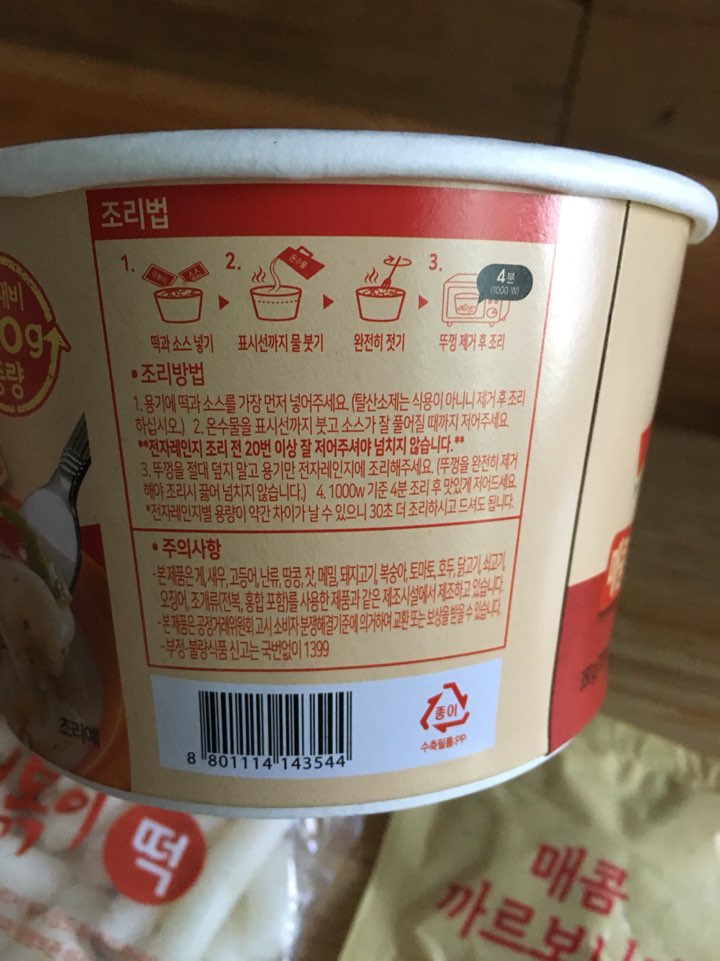 조리법
1.
2.
3.
온수물
4분
(1000 W)
떡과 소스 넣기
표시선까지 물 붓기
완전히 젓기
뚜껑 제거 후 조리
• 조리방법
1. 용기에 떡과 소스를 가장 먼저 넣어주세요. (탈산소제는 식용이 아니니 제거 후 조리
하십시오.) 2. 온수물을 표시선까지 붓고 소스가 잘 풀어질 때까지 저어주세요.
**전자레인지 조리 전 20번 이상 잘 저어주셔야 넘치지 않습니다.**
3. 뚜껑을 절대 덮지 말고 용기만 전자레인지에 조리해주세요. (뚜껑을 완전히 제거
해야 조리시 끓어 넘치지 않습니다.) 4. 1000w 기준 4분 조리 후 맛있게 저어드세요.
*전자레인지별 용량이 약간 차이가 날 수 있으니 30초 더 조리하시고 드셔도 됩니다.
• 주의사항
-본 제품은 게, 새우, 고등어, 난류, 땅콩, 잣, 메밀, 돼지고기, 복숭아, 토마토, 호두, 닭고기, 쇠고기,
오징어, 조개류(전복, 홍합 포함)를 사용한 제품과 같은 제조시설에서 제조하고 있습니다.
-본 제품은 공정거래위원회 고시 소비자 분쟁해결기준에 의거하여 교환 또는 보상을 받을 수 있습니다.
-부정·불량식품 신고는 국번없이 1399
8 801114 143544
종이
수축필름:PP
대비
0g
증량
조리예
볶이
떡
매콤
까르보나